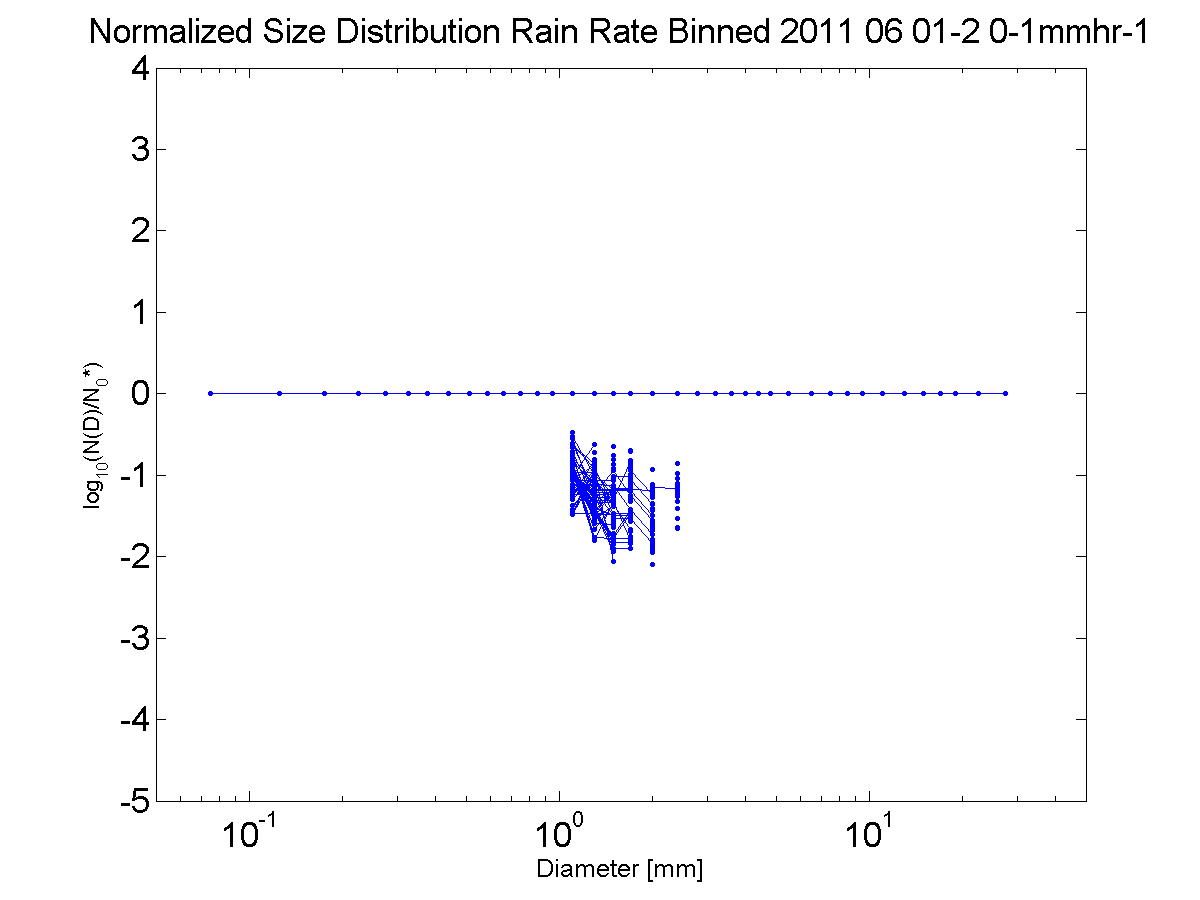 Normalized Size Distribution Rain Rate Binned 2011 06 01-2 0-1mmhr-1
4
3
2
1
0
-1
-2
-3
-4
-5
log10(N(D)/N0*)
10-1 100 101
Diameter [mm]